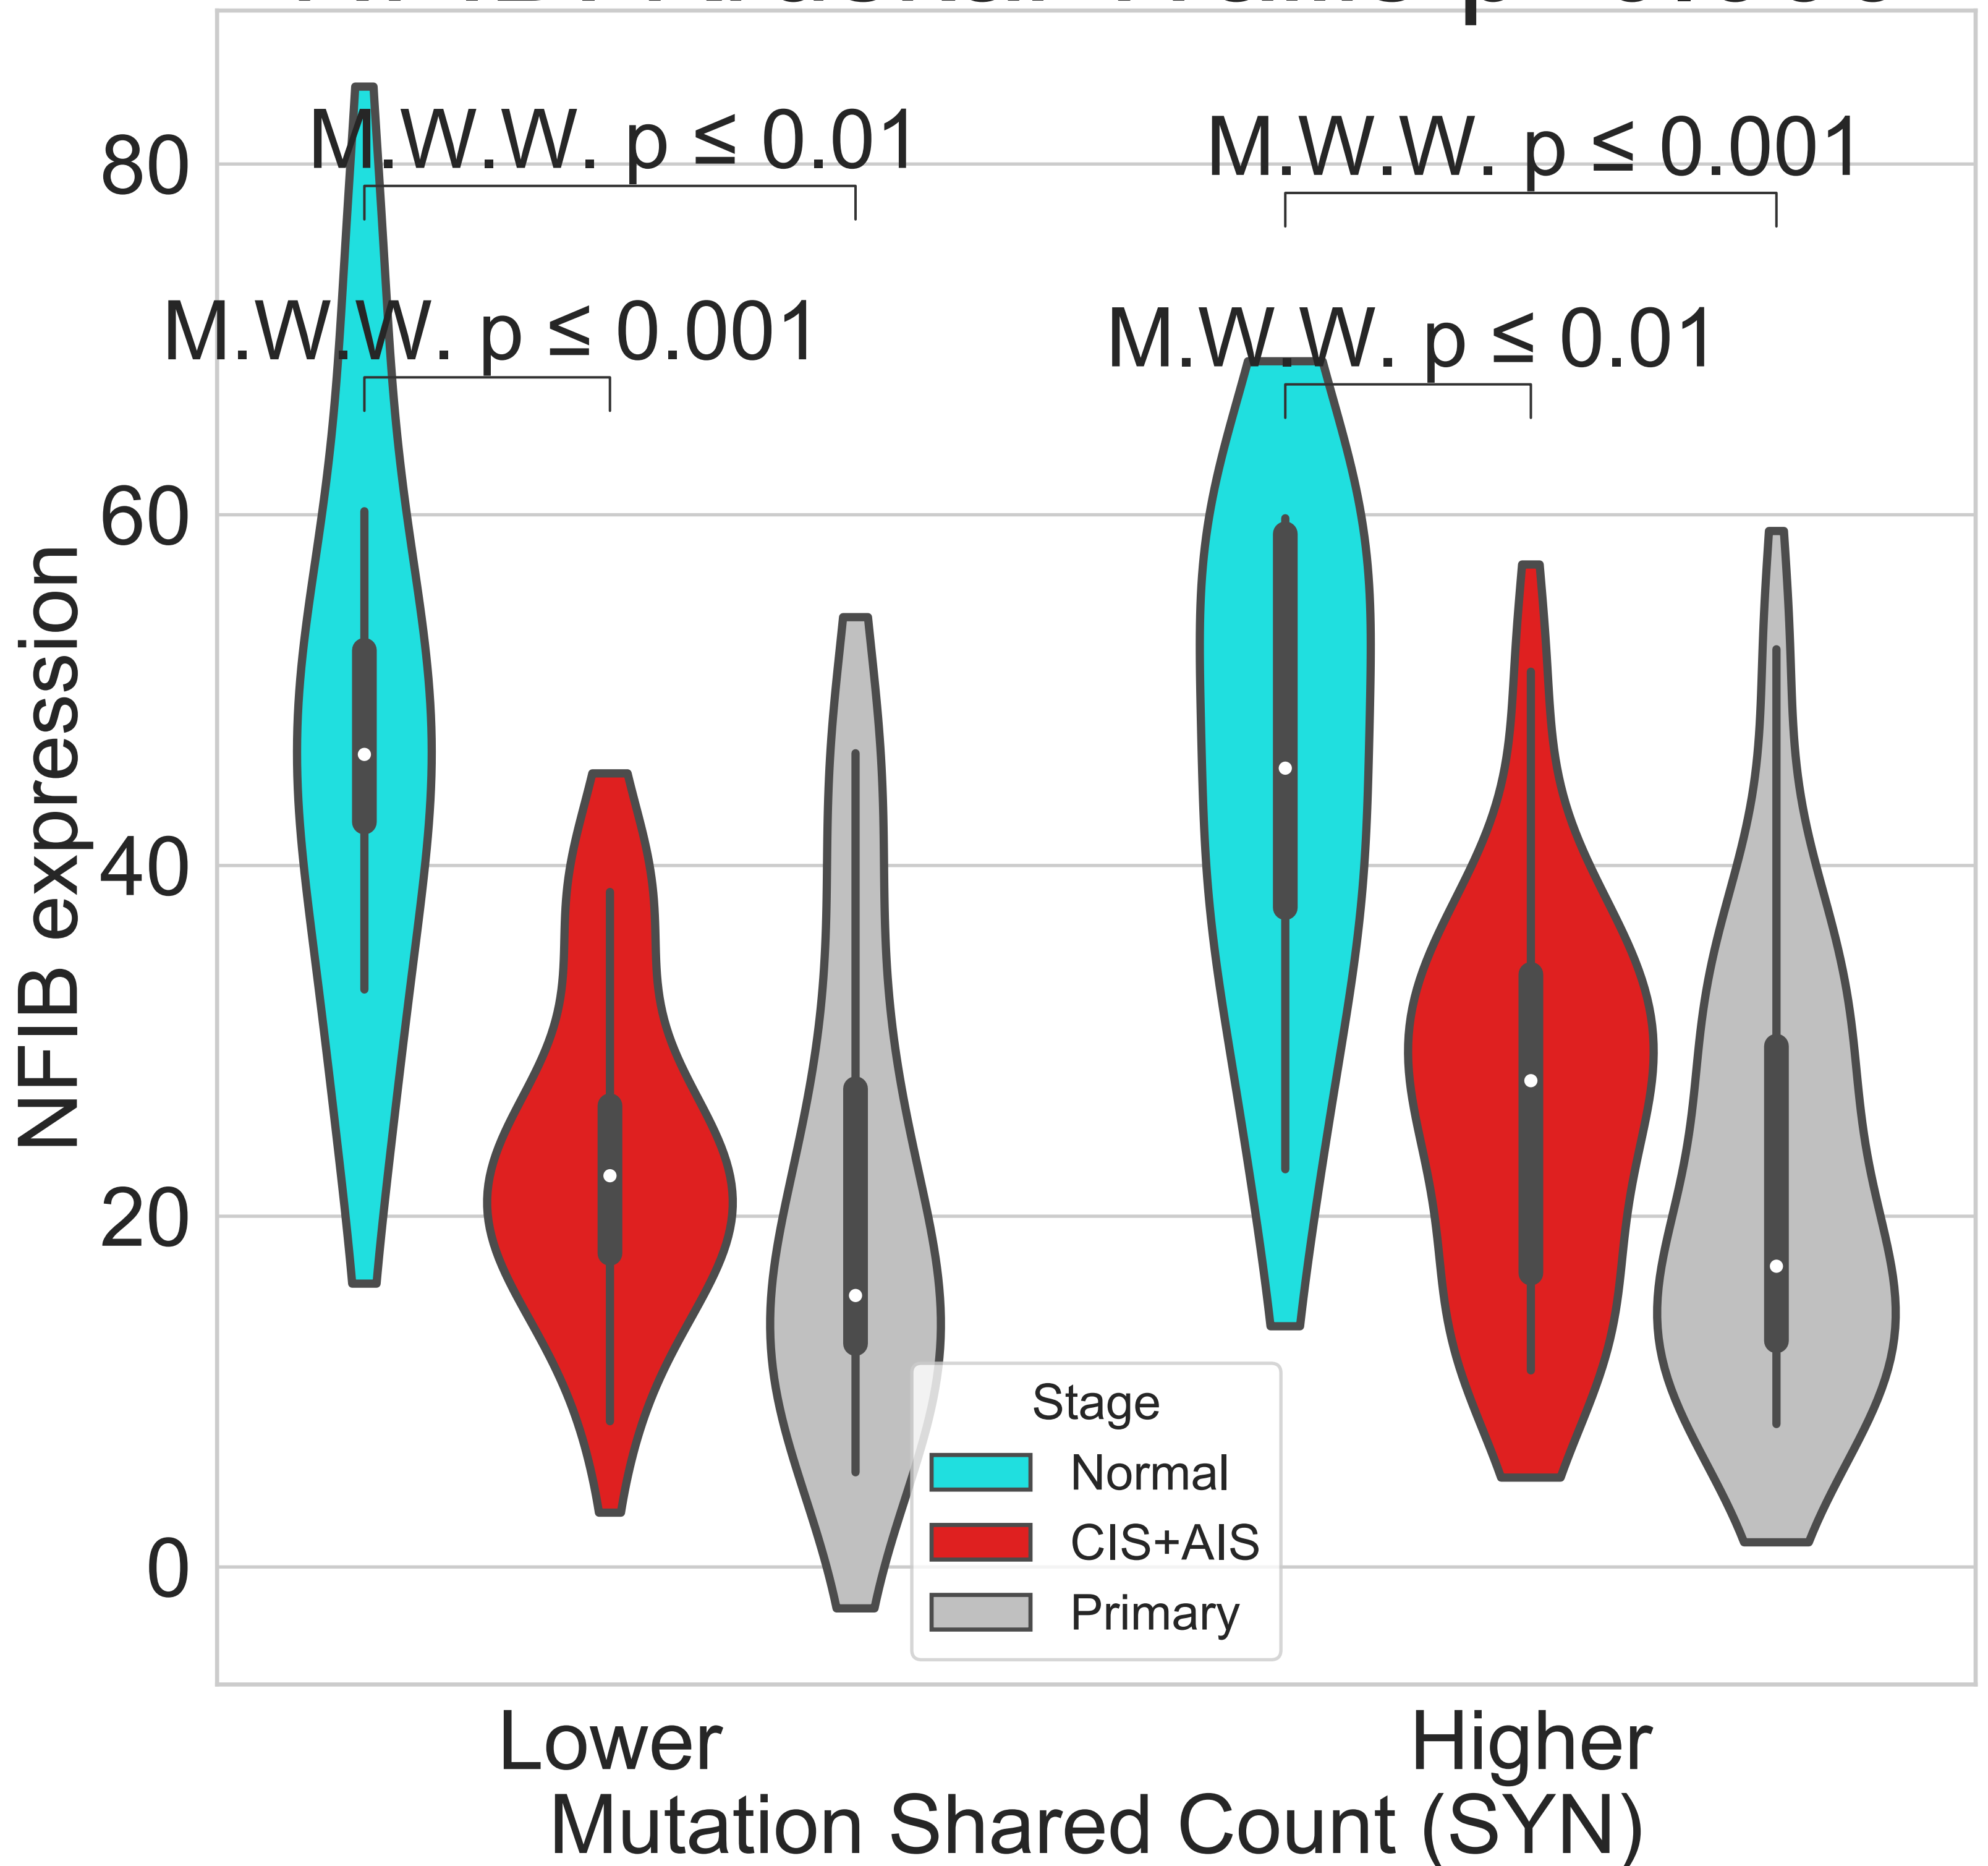 M.W.W. p ≤ 0.01
M.W.W. p ≤ 0.001
M.W.W. p ≤ 0.001
M.W.W. p ≤ 0.01
80
60
40
20
0
NFIB expression
Stage
Normal
CIS+AIS
Primary
Lower
Higher
Mutation Shared Count (SYN)